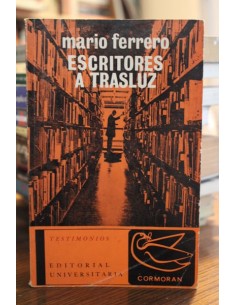 mario ferrero
ESCRITORES
A TRASLUZ
TESTIMONIOS
EDITORIAL
UNIVERSITARIA
CORMORAN